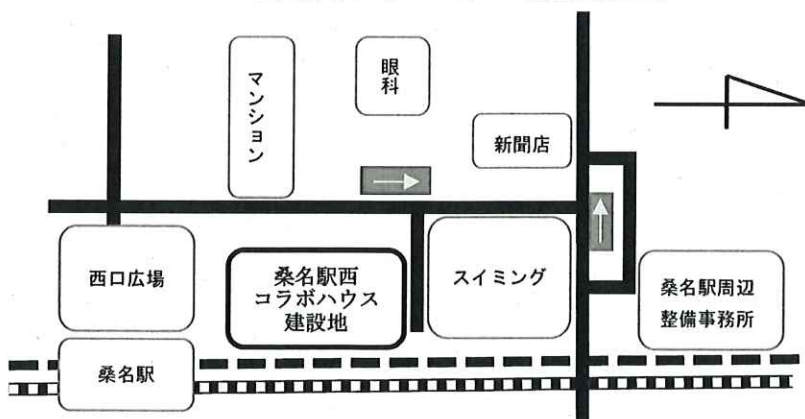 マンション
眼科
新聞店
西口広場
桑名駅西
コラボハウス
建設地
スイミング
桑名駅周辺
整備事務所
桑名駅